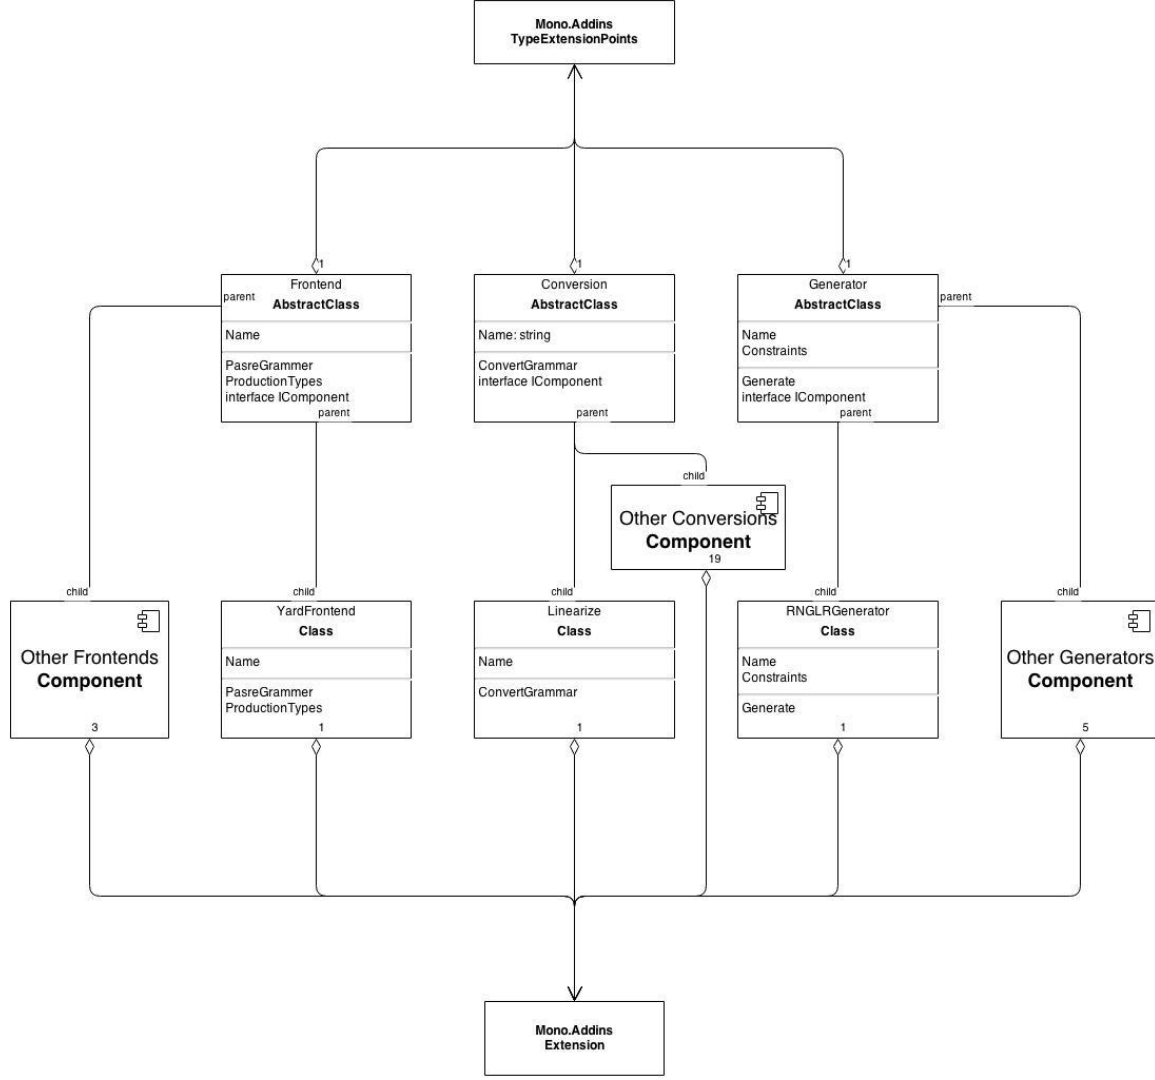 Mono.Addins
TypeExtensionPoints
1
1
1
Frontend
AbstractClass
parent
Name
PasreGrammer
ProductionTypes
interface IComponent
parent
Conversion
AbstractClass
Name: string
ConvertGrammar
interface IComponent
parent
Generator
AbstractClass
parent
Name
Constraints
Generate
interface IComponent
parent
child
Other Conversions
Component
19
child
Other Frontends
Component
3
child
YardFrontend
Class
Name
PasreGrammer
ProductionTypes
1
child
Linearize
Class
Name
ConvertGrammar
1
child
RNGLRGenerator
Class
Name
Constraints
Generate
1
child
Other Generators
Component
5
Mono.Addins
Extension